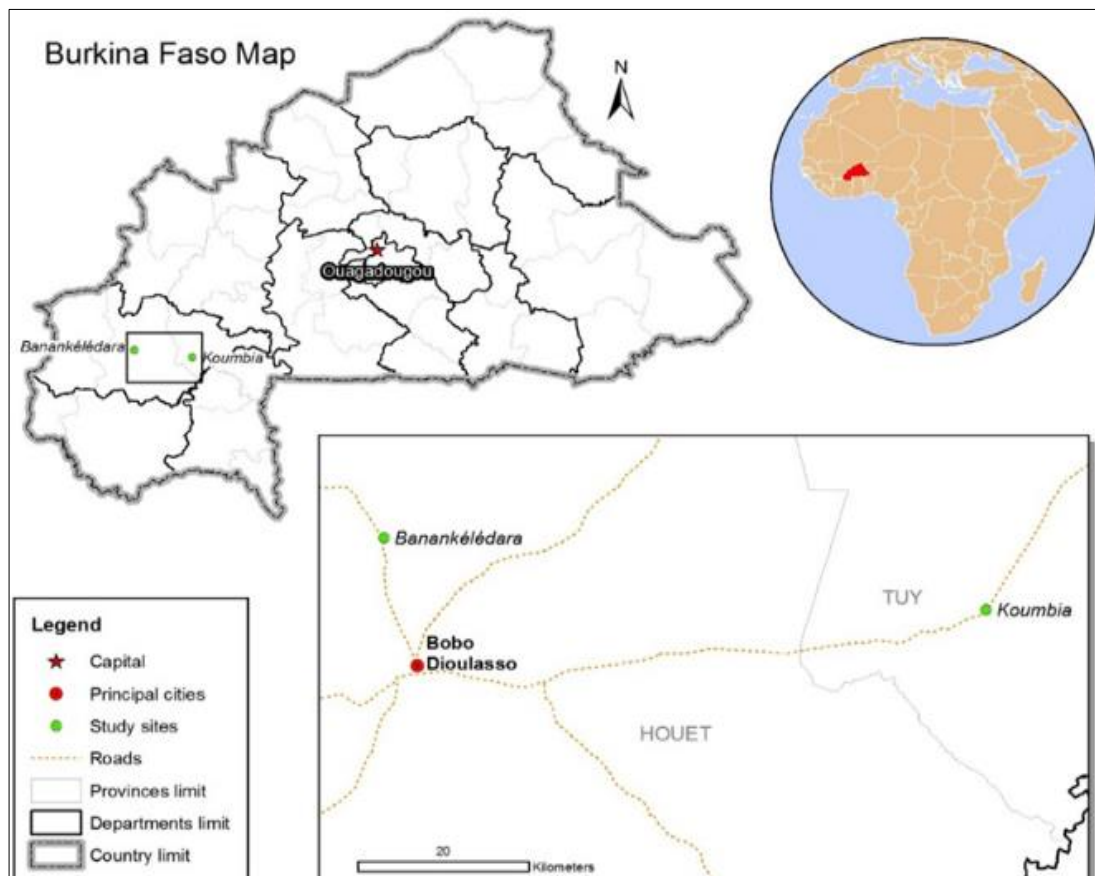 Burkina Faso Map
N
Ouagadougou
Banankélédara
Koumbia
Banankélédara
TUY
Koumbia
Bobo
Dioulasso
HOUET
20
Kilometers
Legend
Capital
Principal cities
Study sites
Roads
Provinces limit
Departments limit
Country limit